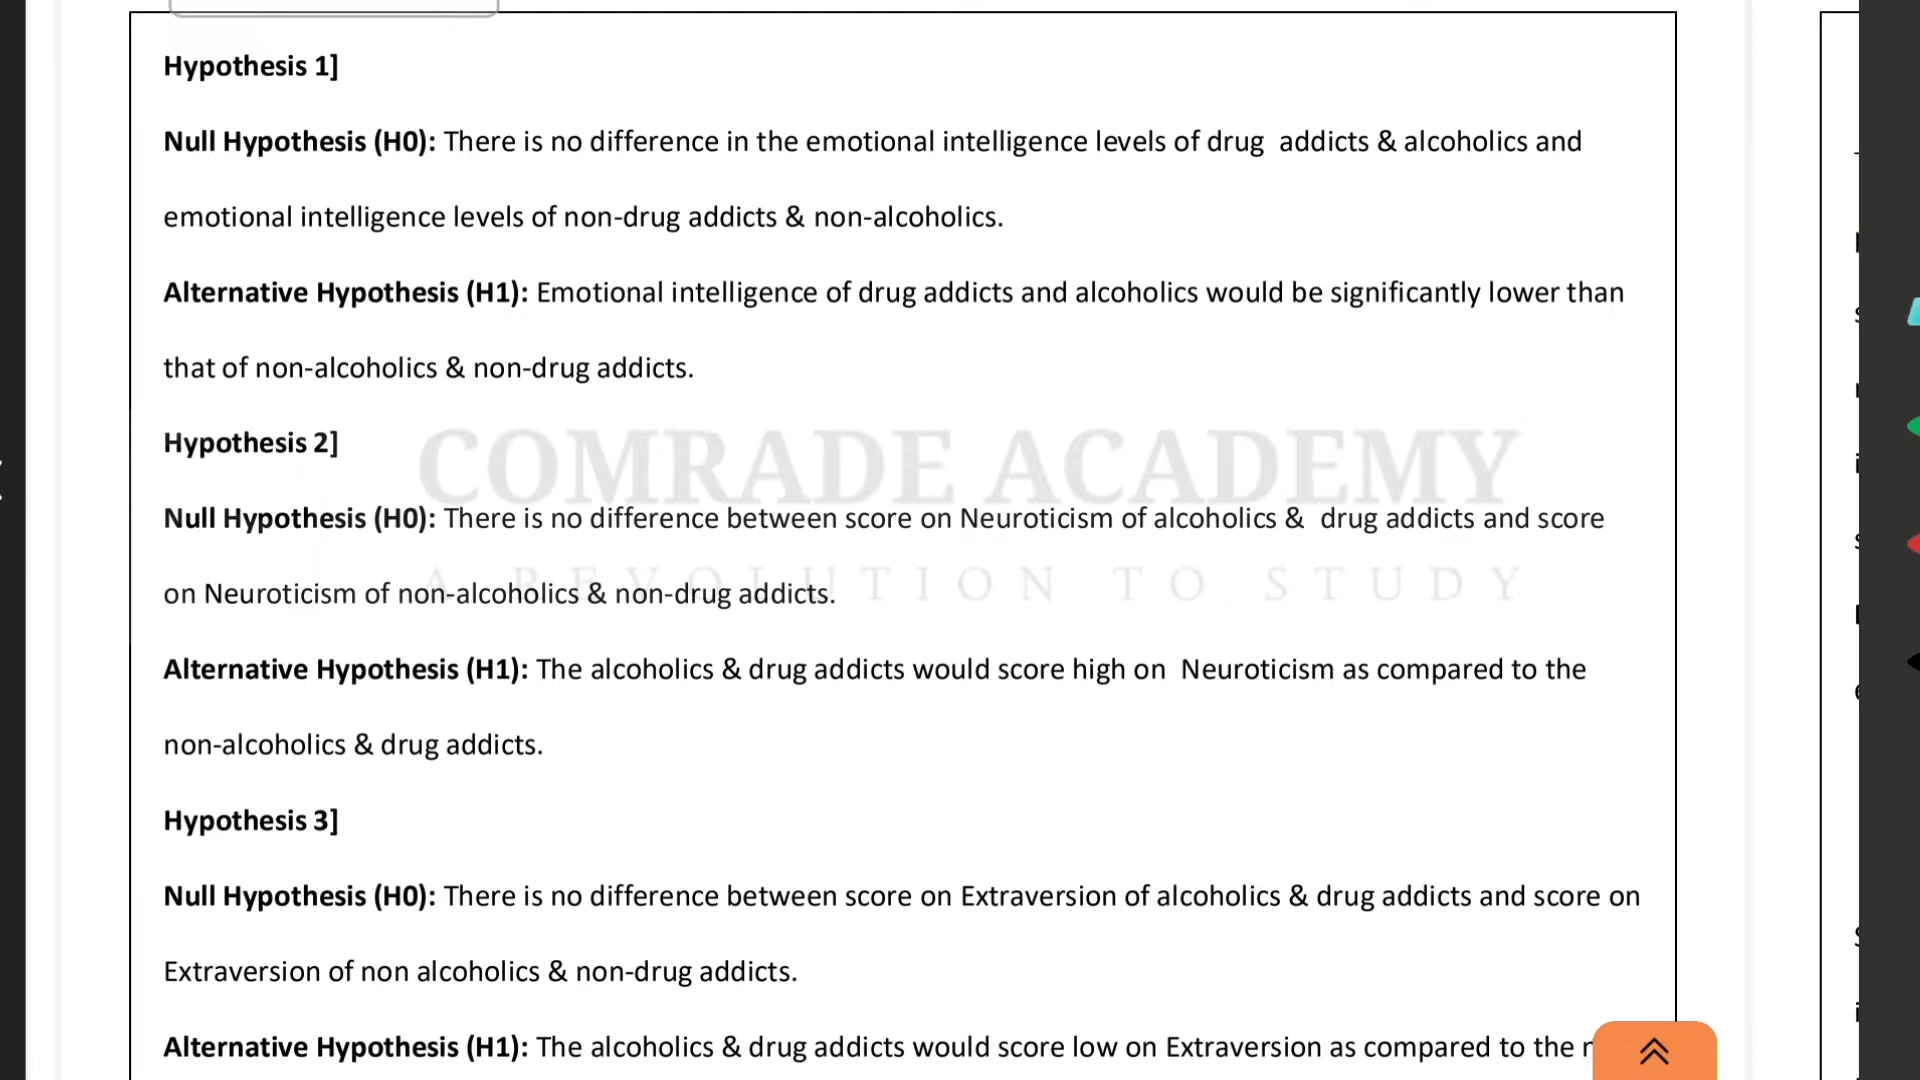 Hypothesis 1]
Null Hypothesis (H0): There is no difference in the emotional intelligence levels of drug addicts & alcoholics and
emotional intelligence levels of non-drug addicts & non-alcoholics.
Alternative Hypothesis (H1): Emotional intelligence of drug addicts and alcoholics would be significantly lower than
that of non-alcoholics & non-drug addicts.
COMRADE ACADEMY
Hypothesis 2]
Null Hypothesis (H0): There is no difference between score on Neuroticism of alcoholics & drug addicts and score
A REVOLUTION TO STUDY
on Neuroticism of non-alcoholics & non-drug addicts.
Alternative Hypothesis (H1): The alcoholics & drug addicts would score high on Neuroticism as compared to the
non-alcoholics & drug addicts.
Hypothesis 3]
Null Hypothesis (H0): There is no difference between score on Extraversion of alcoholics & drug addicts and score on
Extraversion of non alcoholics & non-drug addicts.
Alternative Hypothesis (H1): The alcoholics & drug addicts would score low on Extraversion as compared to the